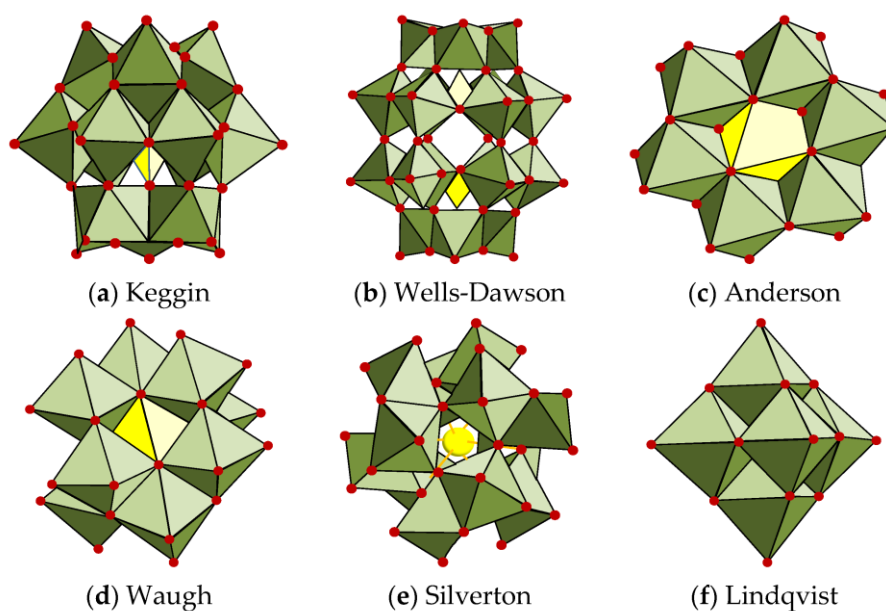 (a) Keggin
(b) Wells-Dawson
(c) Anderson
(d) Waugh
(e) Silverton
(f) Lindqvist